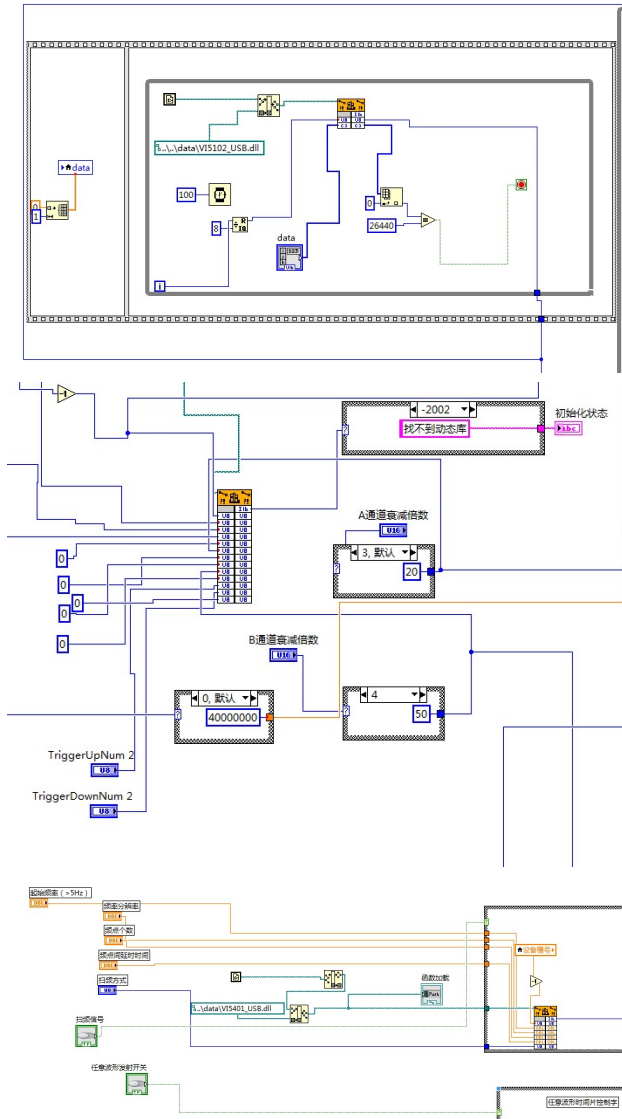 %..\..\data\VI5102_USB.dll
data
100
0
1
8
R
IQ
0
26440
data
i
-2002
找不到动态库
初始化状态
Abc
-1
A通道衰减倍数
U16
3, 默认
20
0
0
0
0
0
B通道衰减倍数
U16
0, 默认
40000000
4
50
TriggerUpNum 2
U8
TriggerDownNum 2
U8
起始频率（>5Hz）
频率分辨率
频点个数
频点间延时时间
扫频方式
设备编号
函数加载
Path
%..\data\VI5401_USB.dll
扫频信号
任意波形发射开关
任意波形时间片控制字